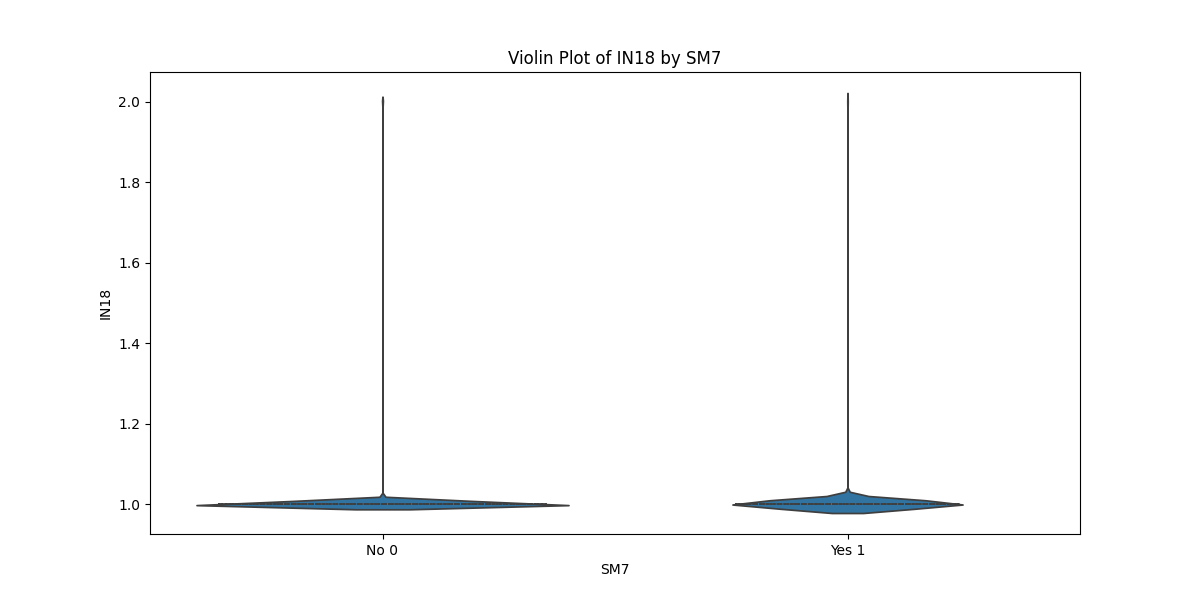 Violin Plot of IN18 by SM7
2.0
1.8
1.6
1.4
1.2
1.0
IN18
No 0
Yes 1
SM7